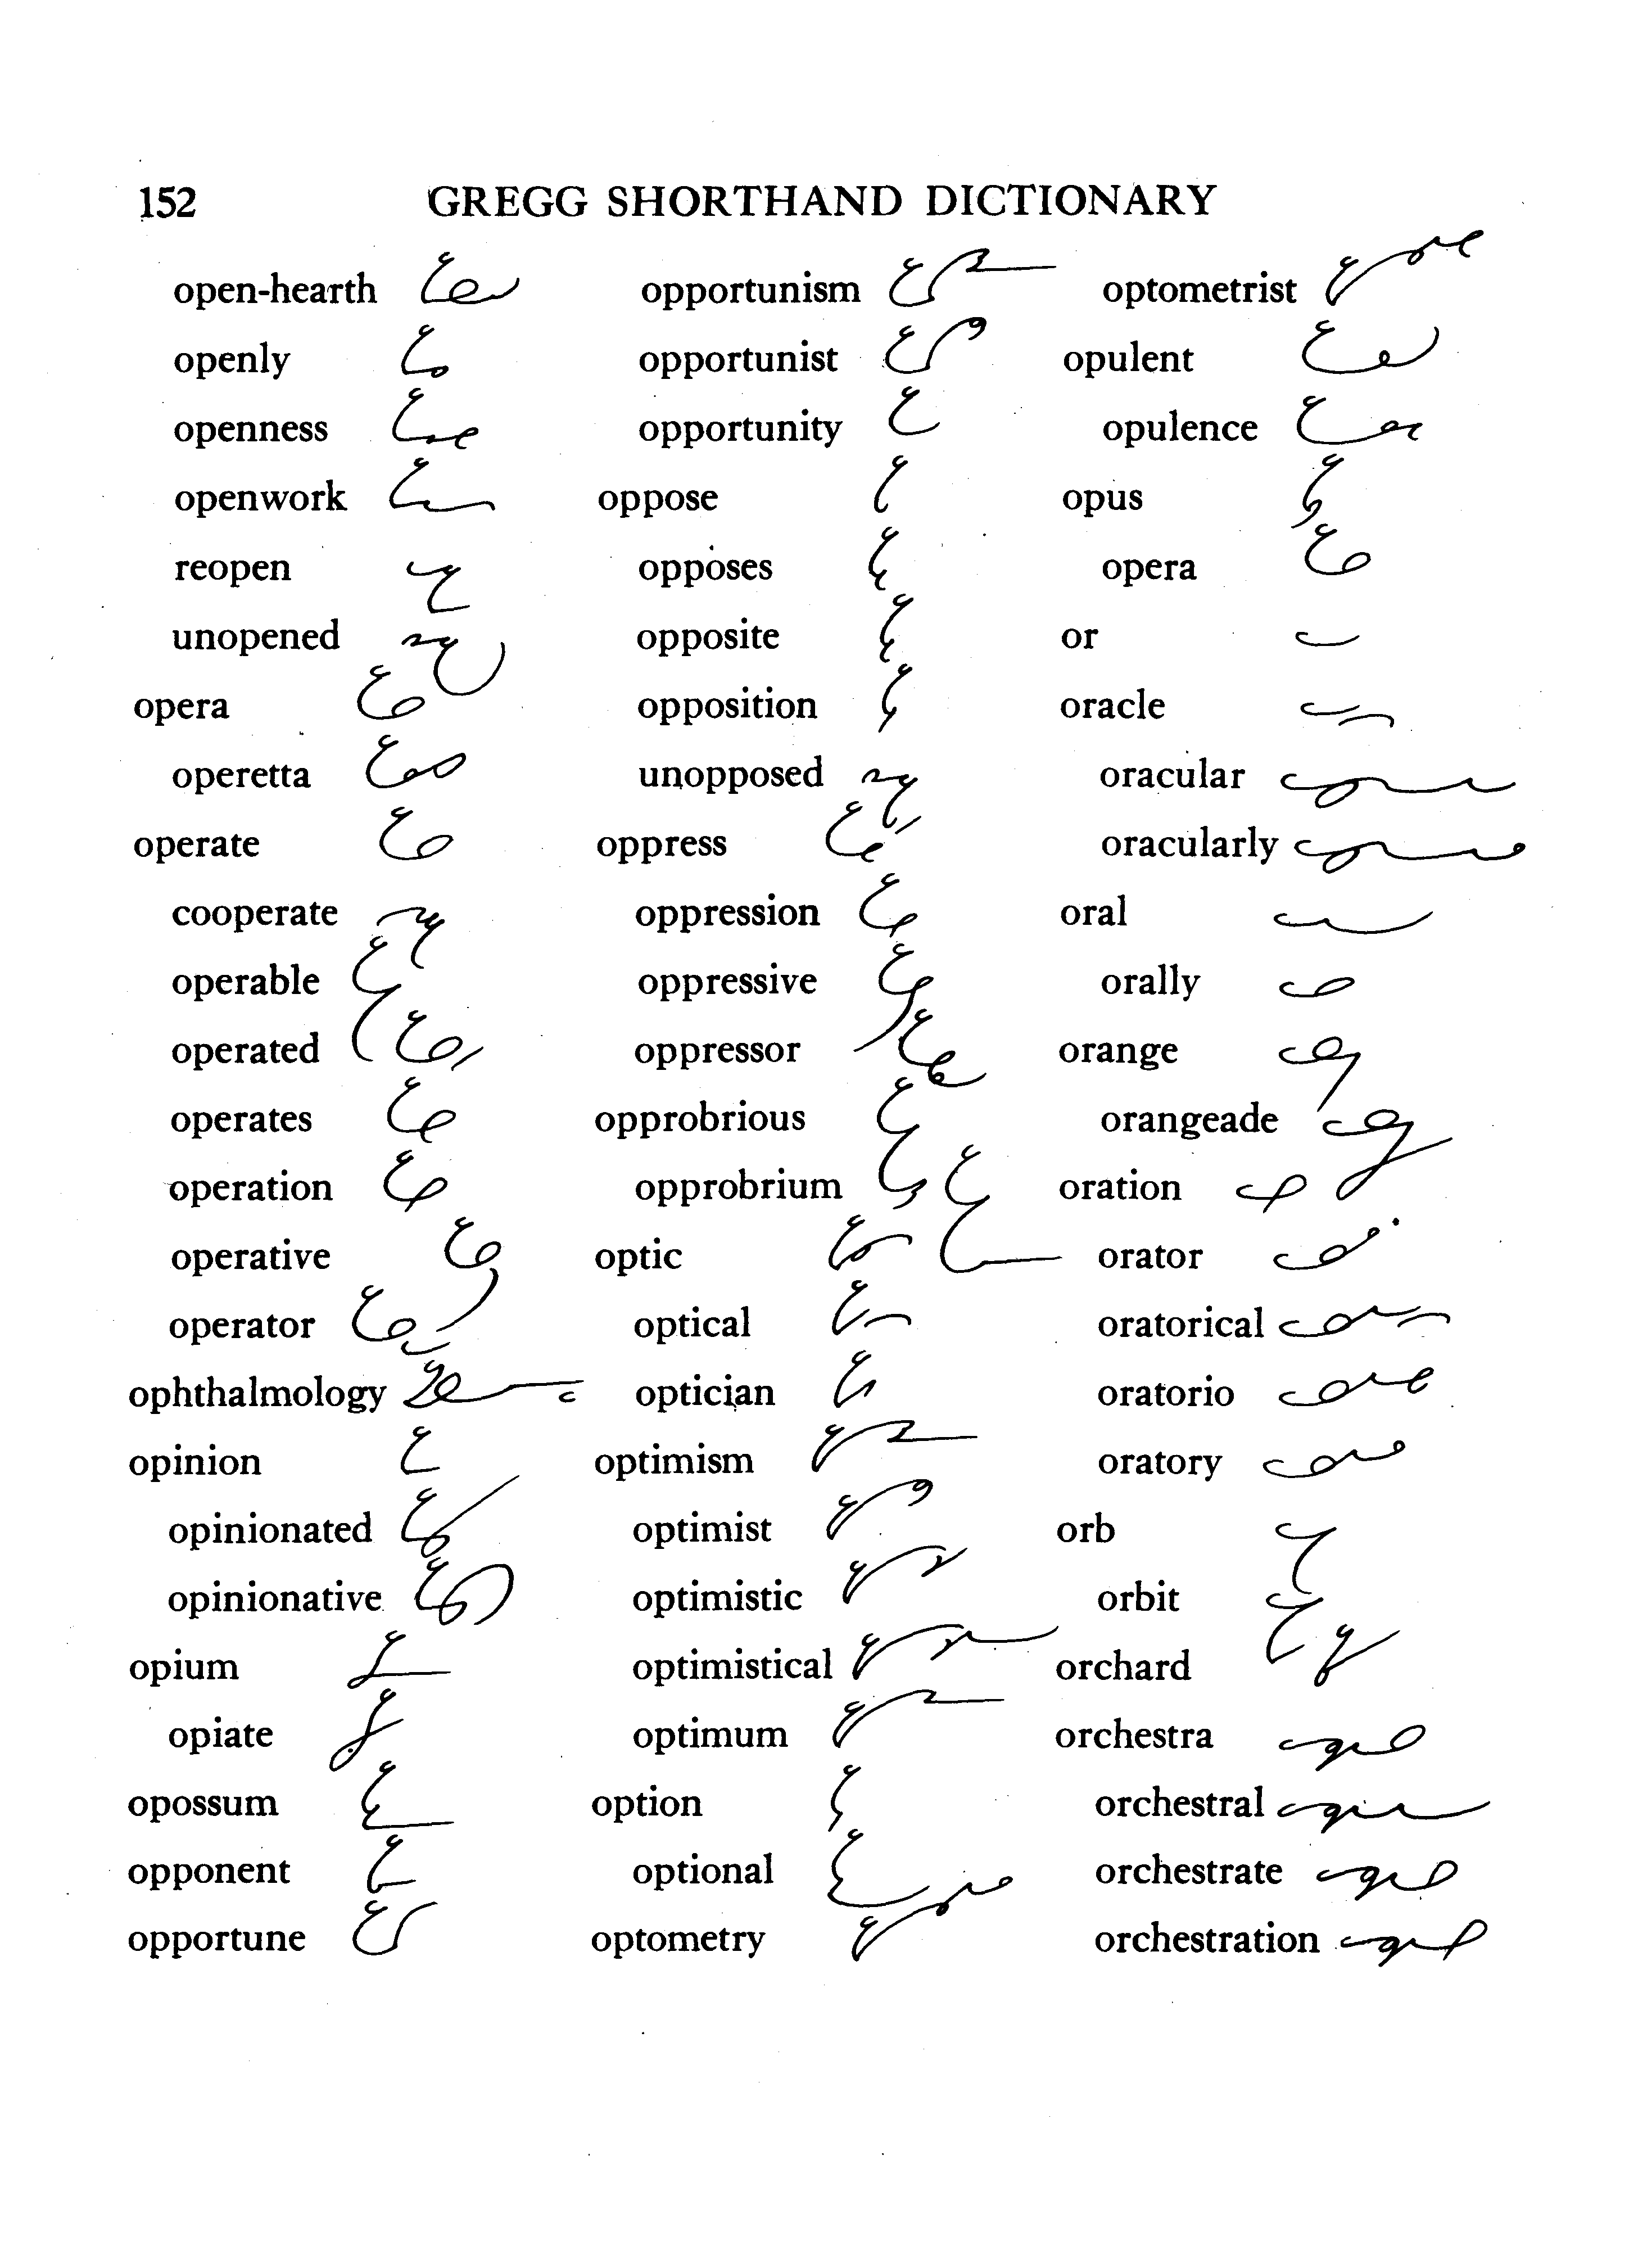 152 GREGG SHORTHAND DICTIONARY
open-hearth
openly
openness
openwork
reopen
unopened
opera
operetta
operate
cooperate
operable
operated
operates
operation
operative
operator
ophthalmology
opinion
opinionated
opinionative
opium
opiate
opossum
opponent
opportune
opportunism
opportunist
opportunity
oppose
opposes
opposite
opposition
unopposed
oppress
oppression
oppressive
oppressor
opprobrious
opprobrium
optic
optical
optician
optimism
optimist
optimistic
optimistical
optimum
option
optional
optometry
optometrist
opulent
opulence
opus
opera
or
oracle
oracular
oracularly
oral
orally
orange
orangeade
oration
orator
oratorical
oratorio
oratory
orb
orbit
orchard
orchestra
orchestral
orchestrate
orchestration